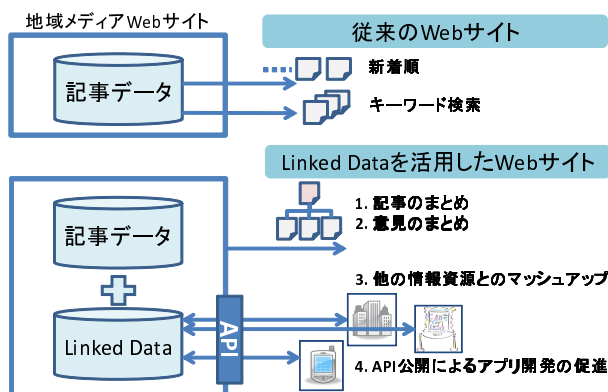 地域メディアWebサイト
従来のWebサイト
記事データ
新着順
キーワード検索
Linked Dataを活用したWebサイト
記事データ
1. 記事のまとめ
2. 意見のまとめ
3. 他の情報資源とのマッシュアップ
API
Linked Data
4. API公開によるアプリ開発の促進